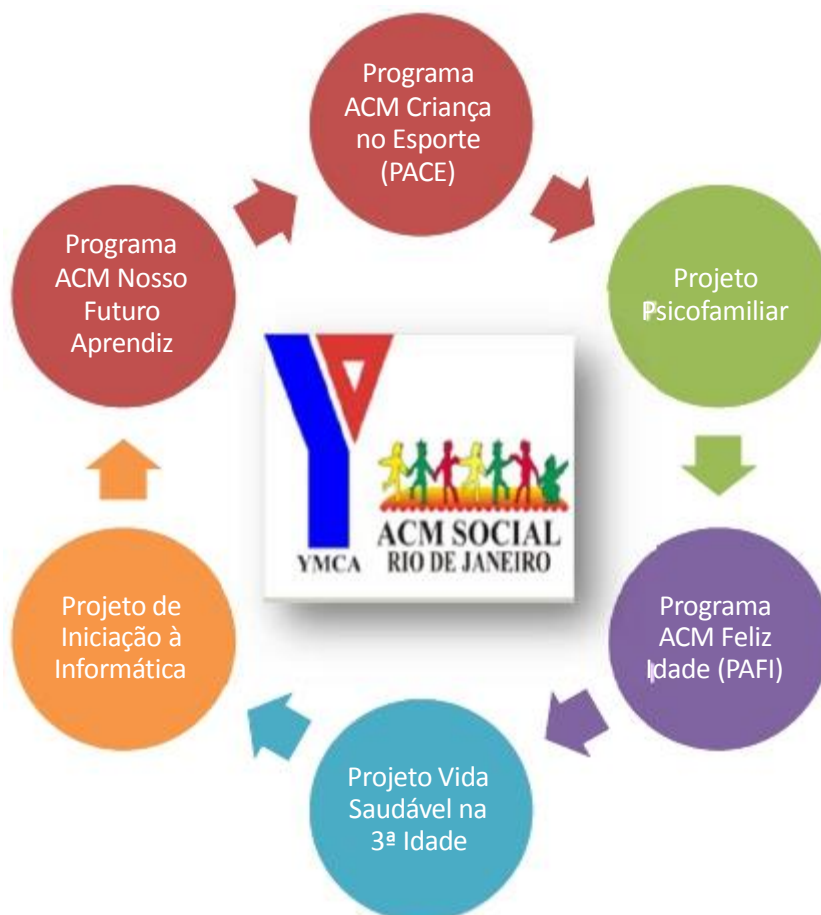 Programa
ACM Criança
no Esporte
(PACE)
Projeto
Psicofamiliar
Programa
ACM Feliz
Idade (PAFI)
Projeto Vida
Saudável na
3ª Idade
Projeto de
Iniciação à
Informática
Programa
ACM Nosso
Futuro
Aprendiz
YMCA
ACM SOCIAL
RIO DE JANEIRO